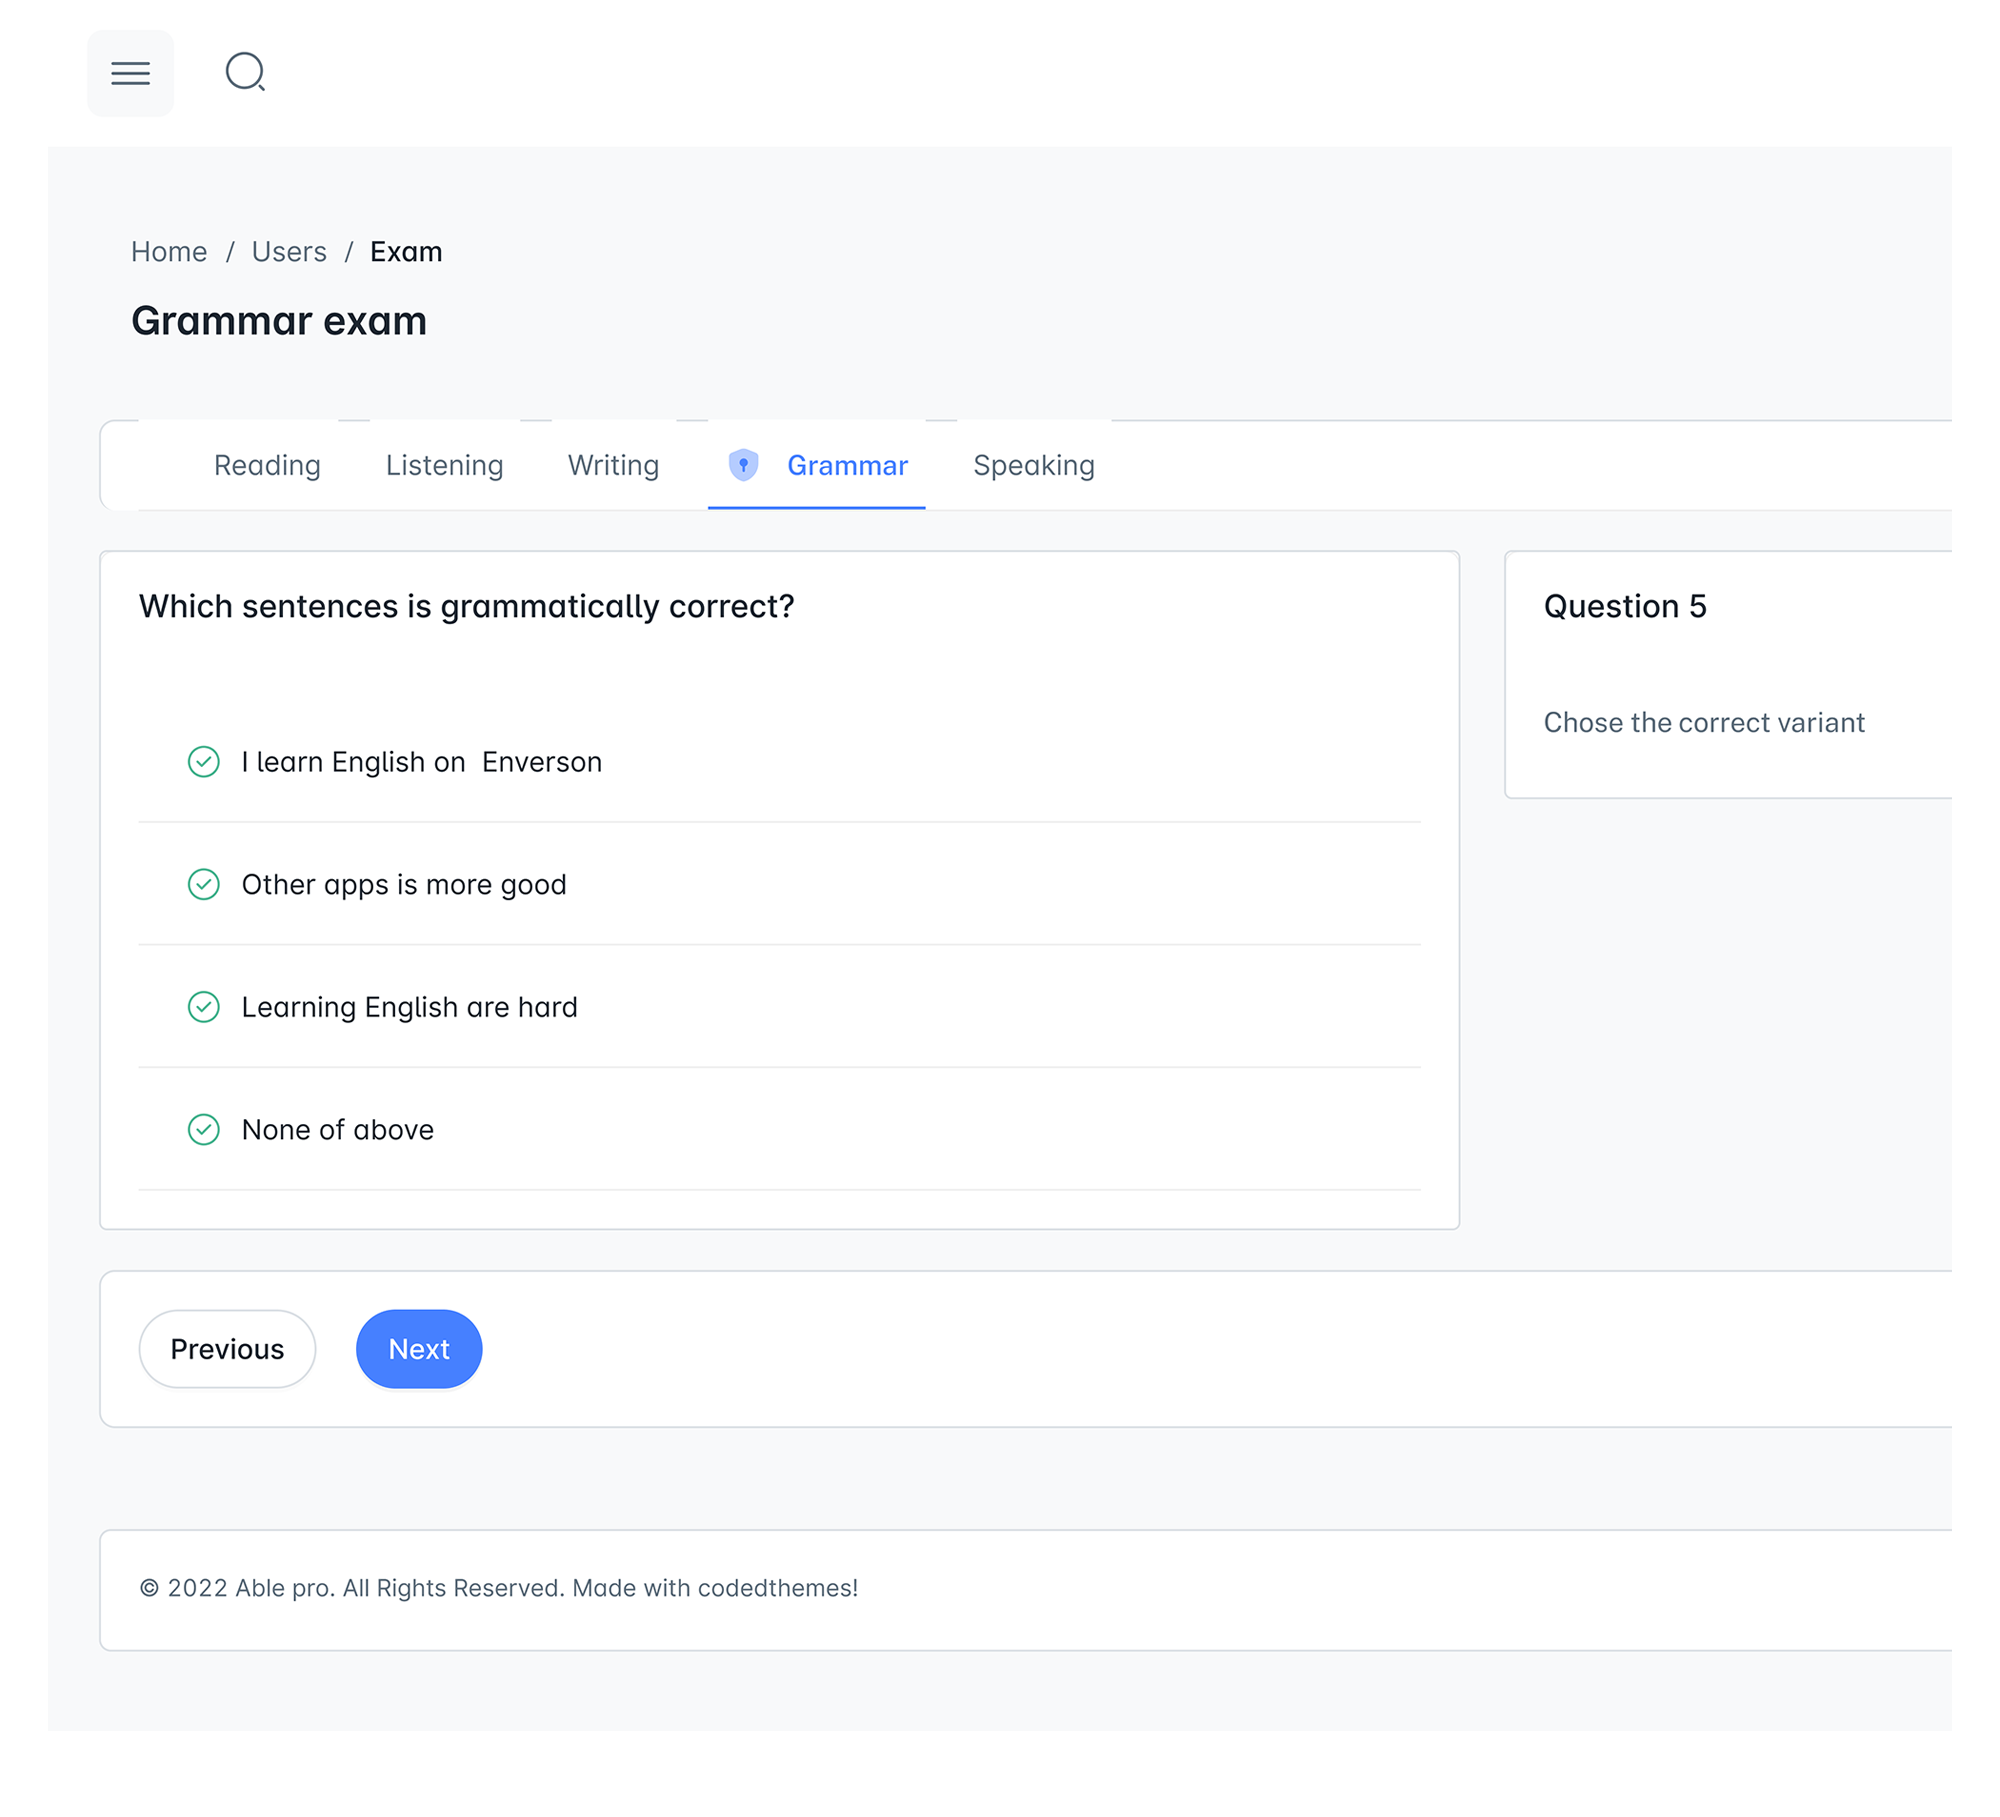 Home / Users / Exam
Grammar exam
Reading Listening Writing Grammar Speaking
Which sentences is grammatically correct?
I learn English on  Enverson
Other apps is more good
Learning English are hard
None of above
Question 5
Chose the correct variant
Previous Next
© 2022 Able pro. All Rights Reserved. Made with codedthemes!